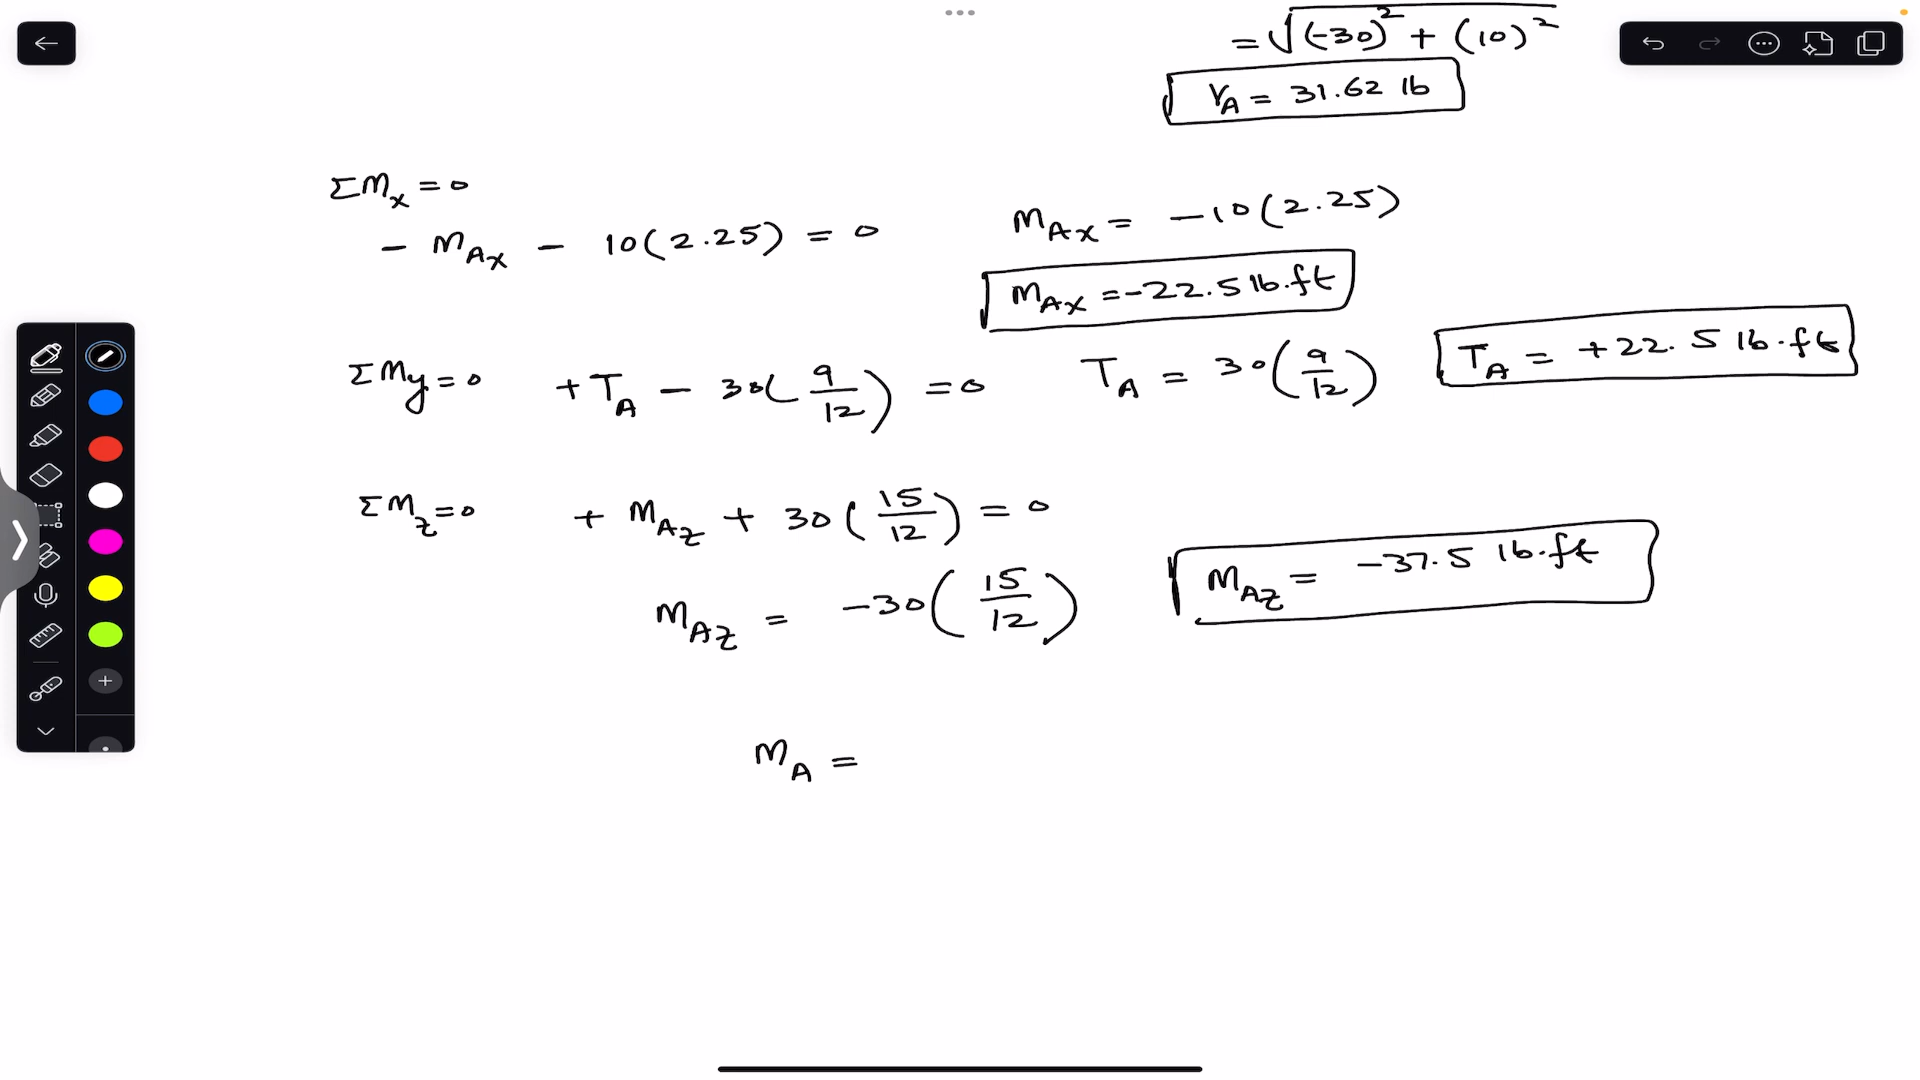 = √(-30)² + (10)²
V_A = 31.62 lb
ΣM_x = 0
- M_Ax - 10(2.25) = 0
M_Ax = -10(2.25)
M_Ax = -22.5 lb.ft
ΣM_y = 0 +T_A - 30(9/12) = 0
T_A = 30(9/12)
T_A = +22.5 lb.ft
ΣM_z = 0 + M_Az + 30(15/12) = 0
M_Az = -30(15/12)
M_Az = -37.5 lb.ft
M_A =